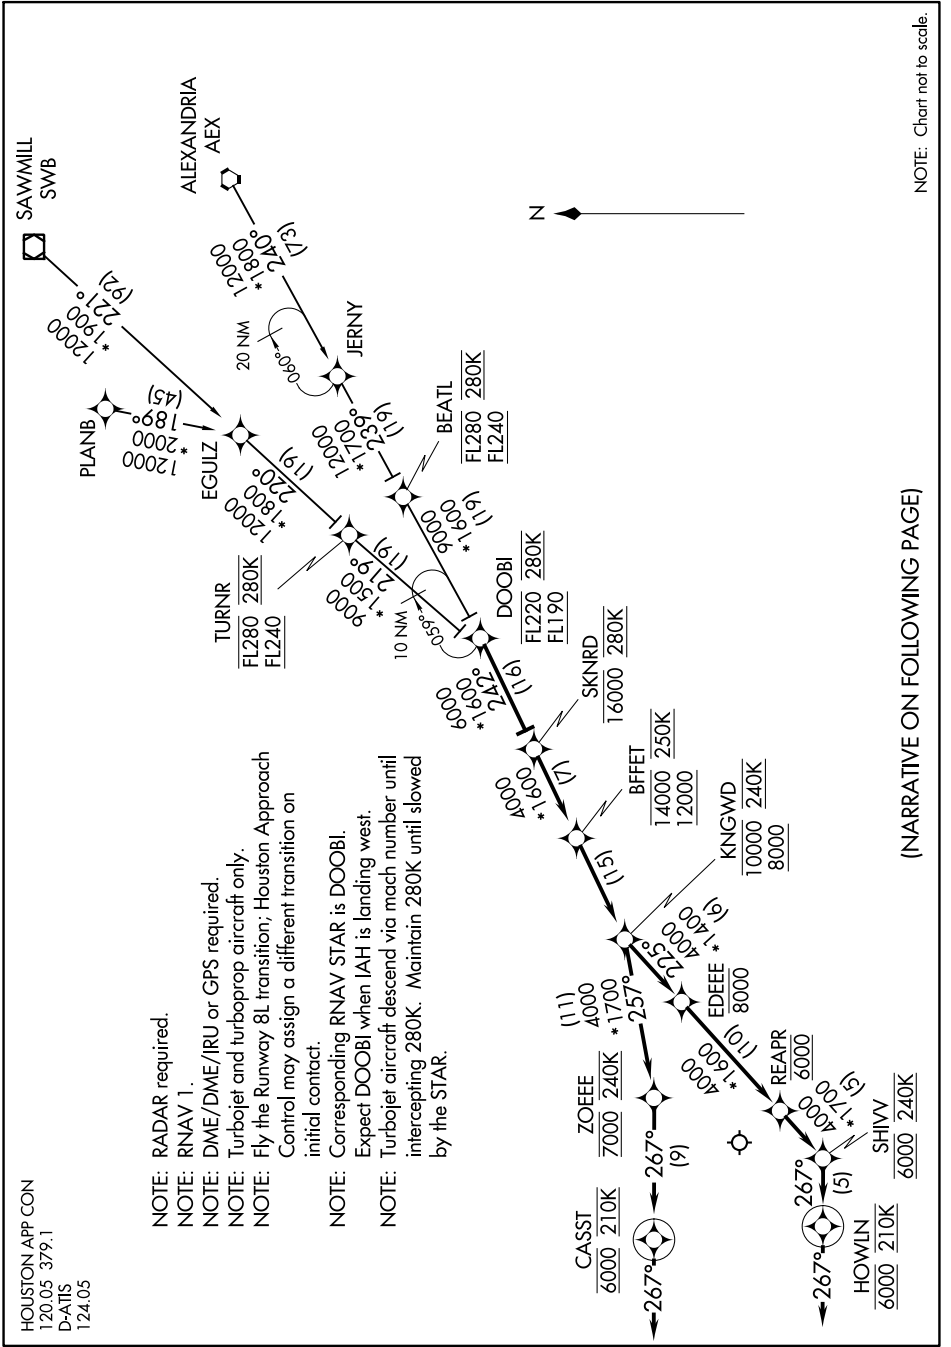 HOUSTON APP CON
120.05 379.1
D-ATIS
124.05
NOTE: RADAR required.
NOTE: RNAV 1.
NOTE: DME/DME/IRU or GPS required.
NOTE: Turbojet and turboprop aircraft only.
NOTE: Fly the Runway 8L transition; Houston Approach
Control may assign a different transition on
initial contact.
NOTE: Corresponding RNAV STAR is DOOBI.
Expect DOOBI when IAH is landing west.
NOTE: Turbojet aircraft descend via mach number until
intercepting 280K. Maintain 280K until slowed
by the STAR.
SAWMILL
SWB
12000
*1900
221°
(92)
PLANB
12000
*2000
189°
(45)
EGULZ
12000
*1800
220°
(19)
TURNR
FL280 280K
FL240
9000
*1500
219°
(19)
ALEXANDRIA
AEX
12000
*1800
240°
(73)
20 NM
060°
JERNY
12000
*1700
239°
(19)
BEATL
FL280 280K
FL240
9000
*1600
(19)
10 NM
059°
DOOBI
FL220 280K
FL190
6000
*1600
242°
(16)
SKNRD
16000 280K
4000
*1600
(7)
BFFET
14000 250K
12000
(15)
KNGWD
10000 240K
8000
(11)
4000
*1700
257°
ZOEEE
7000 240K
267°
(9)
CASST
6000 210K
267°
225°
4000
*1400
(6)
EDEEE
8000
4000
*1600
(10)
REAPR
6000
4000
*1700
(5)
SHIVV
6000 240K
267°
(5)
HOWLN
6000 210K
267°
N
(NARRATIVE ON FOLLOWING PAGE)
NOTE: Chart not to scale.